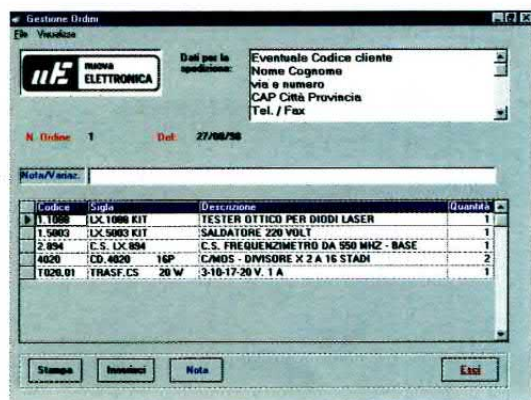 Gestione Ordini
File Visualizza
nE nuova ELETTRONICA
Dati per la spedizione:
Eventuale Codice cliente
Nome Cognome
via e numero
CAP Città Provincia
Tel. / Fax
N. Ordine 1 Del: 27/08/98
Nota/Variaz.
Codice Sigla Descrizione Quantità
1.1088 LX.1088 KIT TESTER OTTICO PER DIODI LASER 1
1.5003 LX.5003 KIT SALDATORE 220 VOLT 1
2.894 C.S. LX.894 C.S. FREQUENZIMETRO DA 550 MHZ - BASE 1
4020 CD.4020 16P C/MOS - DIVISORE X 2 A 16 STADI 2
T020.01 TRASF.CS 20 W 3-10-17-20 V. 1 A 1
Stampa Inserisci Nota Esci